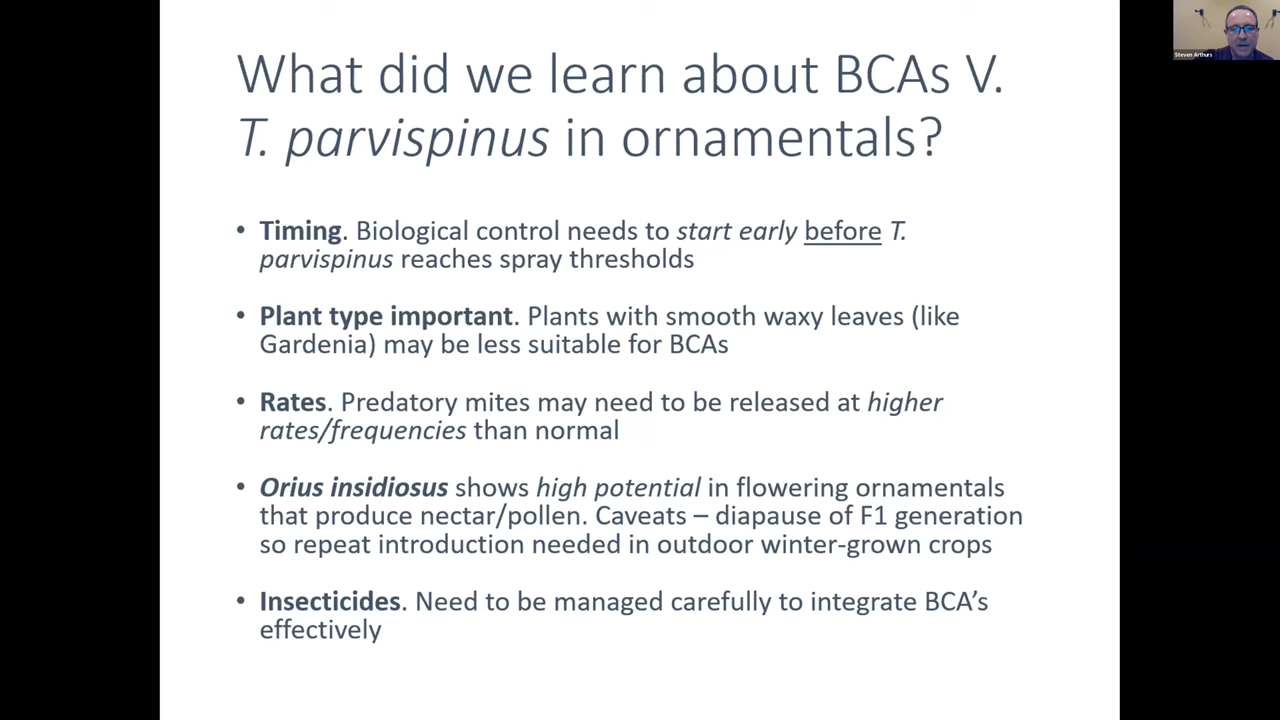 What did we learn about BCAs V.
T. parvispinus in ornamentals?
• Timing. Biological control needs to start early before T.
parvispinus reaches spray thresholds
• Plant type important. Plants with smooth waxy leaves (like
Gardenia) may be less suitable for BCAs
• Rates. Predatory mites may need to be released at higher
rates/frequencies than normal
• Orius insidiosus shows high potential in flowering ornamentals
that produce nectar/pollen. Caveats – diapause of F1 generation
so repeat introduction needed in outdoor winter-grown crops
• Insecticides. Need to be managed carefully to integrate BCA’s
effectively
Steven Arthurs